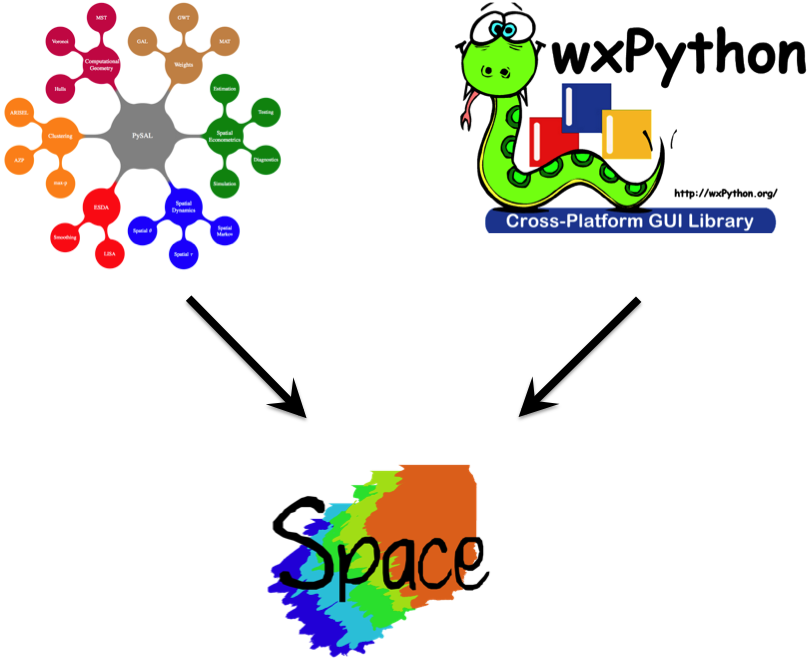 MST
Voronoi
Computational
Geometry
Hulls
GWT
GAL
MAT
Weights
Estimation
Testing
Spatial
Econometrics
Diagnostics
Simulation
ARISEL
Clustering
AZP
PySAL
ESDA
Smoothing
LISA
Spatial
Dynamics
Spatial θ
Spatial
Markov
Spatial τ
wxPython
http://wxPython.org/
Cross-Platform GUI Library
Space